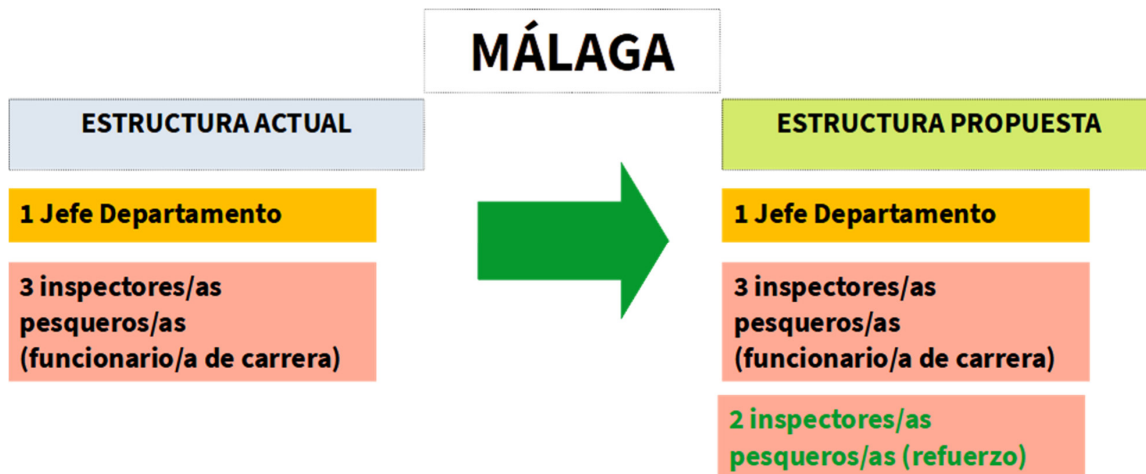 MÁLAGA
ESTRUCTURA ACTUAL
1 Jefe Departamento
3 inspectores/as
pesqueros/as
(funcionario/a de carrera)
ESTRUCTURA PROPUESTA
1 Jefe Departamento
3 inspectores/as
pesqueros/as
(funcionario/a de carrera)
2 inspectores/as
pesqueros/as (refuerzo)